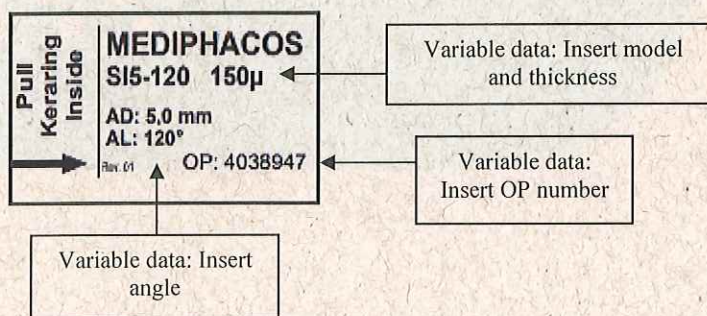 Pull
Keraring
Inside
MEDIPHACOS
SI5-120 150µ
AD: 5,0 mm
AL: 120°
Rev. 01
OP: 4038947
Variable data: Insert model
and thickness
Variable data:
Insert OP number
Variable data: Insert
angle